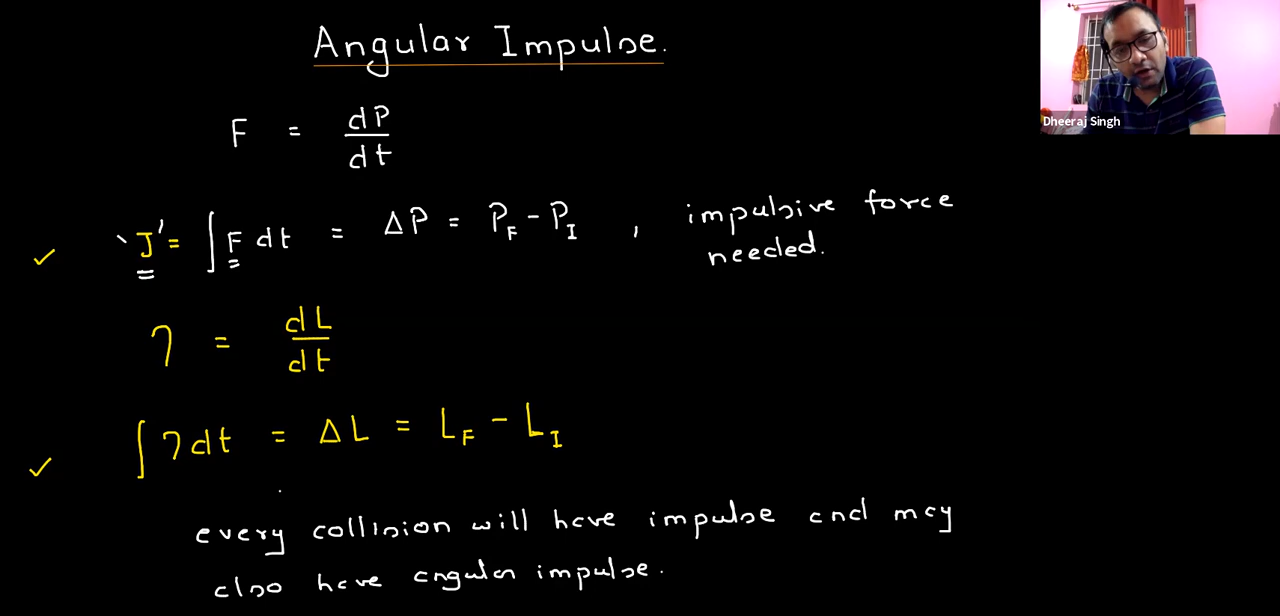 Angular Impulse.
Dheeraj Singh
F = dP/dt
'J' = ∫F dt = ΔP = P_F - P_I , impulsive force
needed.
τ = dL/dt
∫τ dt = ΔL = L_F - L_I
every collision will have impulse and may
also have angular impulse.